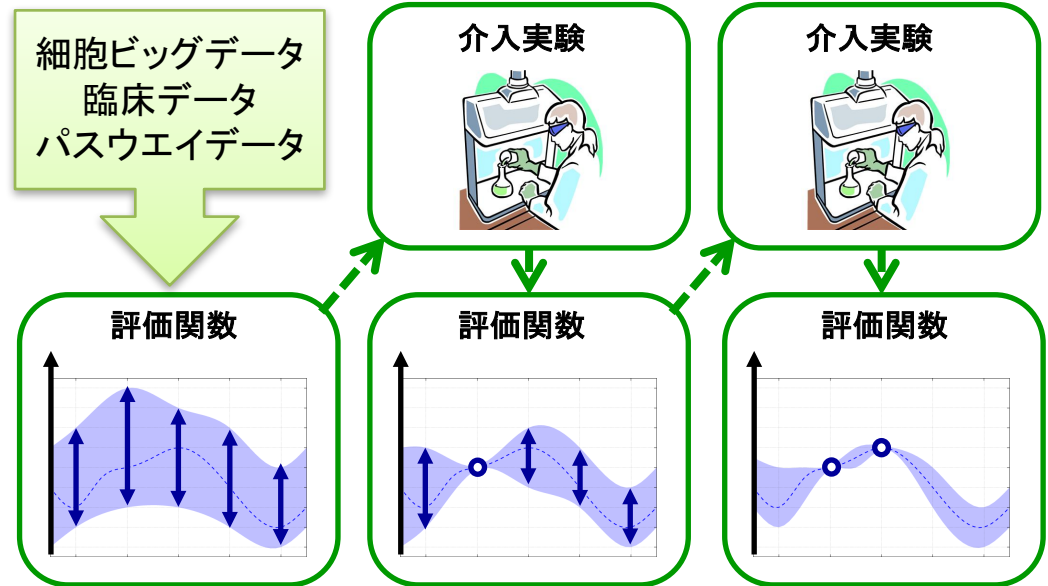 細胞ビッグデータ
臨床データ
パスウエイデータ
介入実験
介入実験
評価関数
評価関数
評価関数